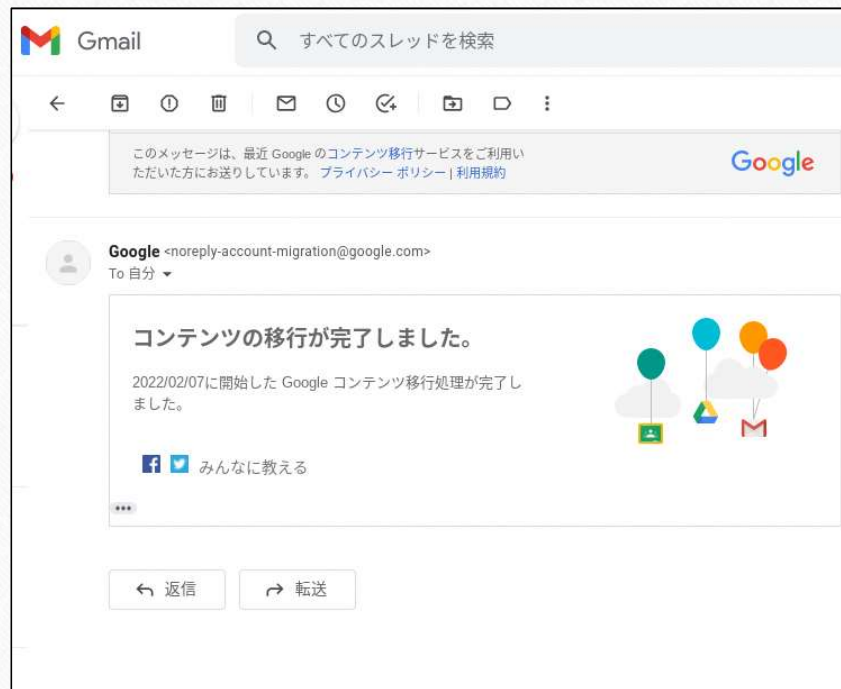 Gmail
すべてのスレッドを検索
このメッセージは、最近 Google のコンテンツ移行サービスをご利用い
ただいた方にお送りしています。 プライバシー ポリシー | 利用規約
Google
Google <noreply-account-migration@google.com>
To 自分
コンテンツの移行が完了しました。
2022/02/07に開始した Google コンテンツ移行処理が完了し
ました。
みんなに教える
返信
転送